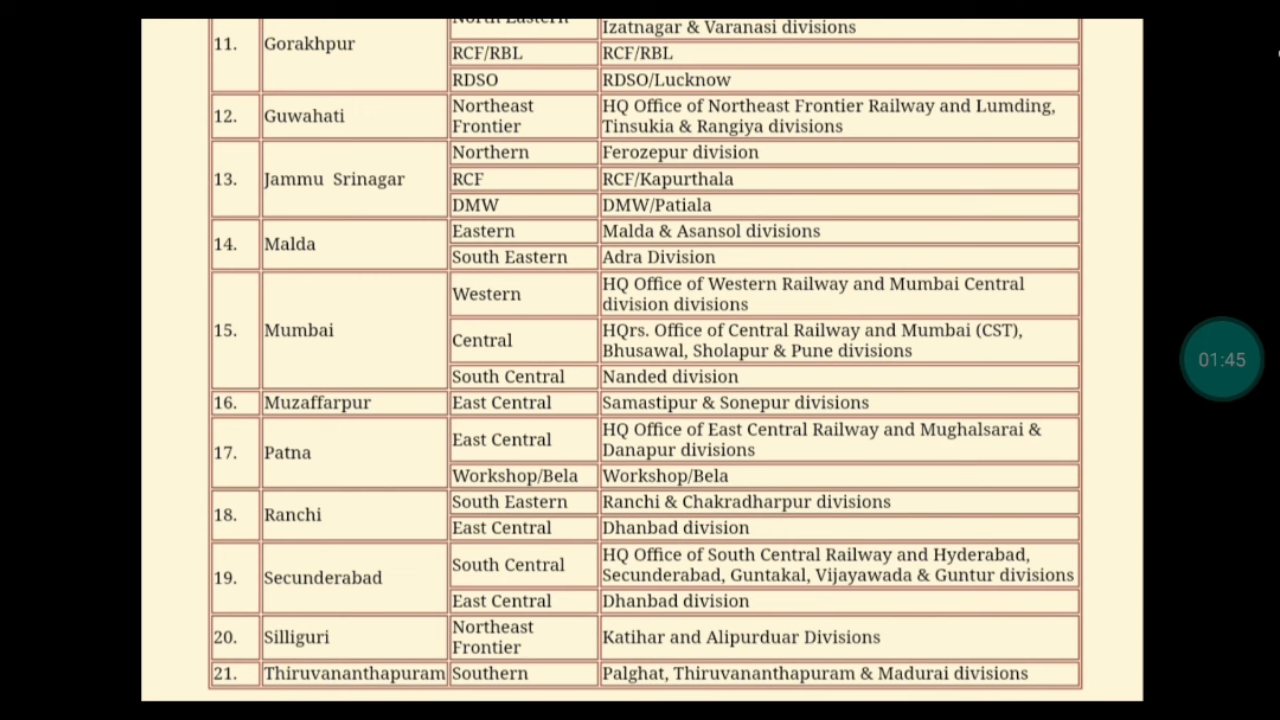 North Eastern
Izatnagar & Varanasi divisions
11. Gorakhpur
RCF/RBL RCF/RBL
RDSO RDSO/Lucknow
12. Guwahati
Northeast
Frontier
HQ Office of Northeast Frontier Railway and Lumding,
Tinsukia & Rangiya divisions
13. Jammu Srinagar
Northern Ferozepur division
RCF RCF/Kapurthala
DMW DMW/Patiala
14. Malda
Eastern Malda & Asansol divisions
South Eastern Adra Division
15. Mumbai
Western
HQ Office of Western Railway and Mumbai Central
division divisions
Central
HQrs. Office of Central Railway and Mumbai (CST),
Bhusawal, Sholapur & Pune divisions
South Central Nanded division
16. Muzaffarpur East Central Samastipur & Sonepur divisions
17. Patna
East Central
HQ Office of East Central Railway and Mughalsarai &
Danapur divisions
Workshop/Bela Workshop/Bela
18. Ranchi
South Eastern Ranchi & Chakradharpur divisions
East Central Dhanbad division
19. Secunderabad
South Central
HQ Office of South Central Railway and Hyderabad,
Secunderabad, Guntakal, Vijayawada & Guntur divisions
East Central Dhanbad division
20. Silliguri
Northeast
Frontier
Katihar and Alipurduar Divisions
21. Thiruvananthapuram Southern Palghat, Thiruvananthapuram & Madurai divisions
01:45